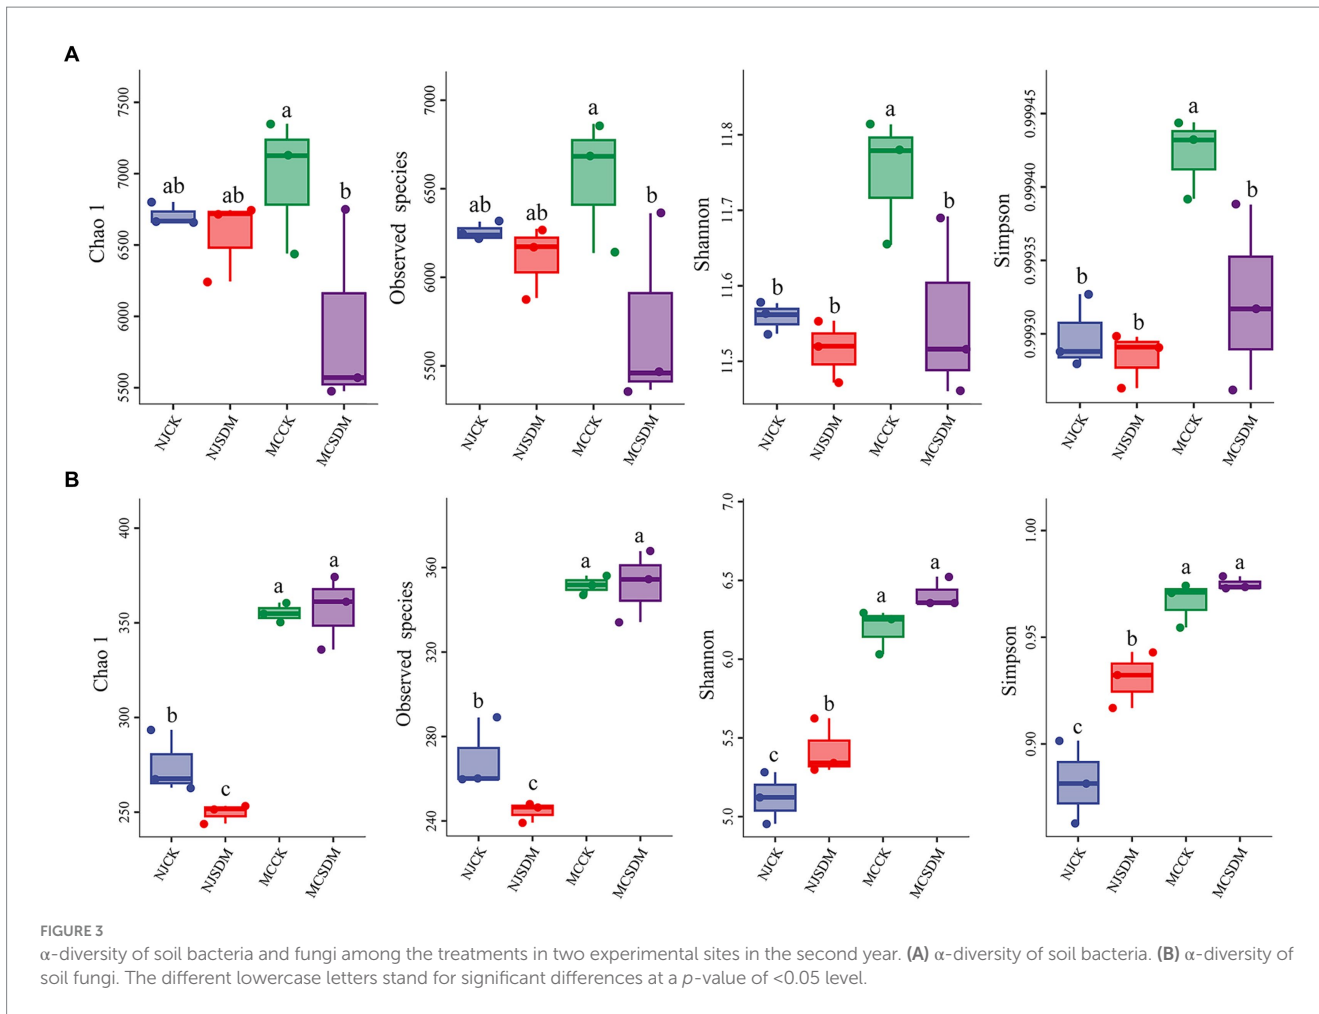 A
Chao 1
7500
7000
6500
6000
5500
ab
ab
a
b
NJCK
NJSDM
MCCK
MCSDM
Observed species
7000
6500
6000
5500
ab
ab
a
b
NJCK
NJSDM
MCCK
MCSDM
Shannon
11.8
11.7
11.6
11.5
b
b
a
b
NJCK
NJSDM
MCCK
MCSDM
Simpson
0.99945
0.99940
0.99935
0.99930
b
b
a
b
NJCK
NJSDM
MCCK
MCSDM
B
Chao 1
400
350
300
250
b
c
a
a
NJCK
NJSDM
MCCK
MCSDM
Observed species
360
320
280
240
b
c
a
a
NJCK
NJSDM
MCCK
MCSDM
Shannon
7.0
6.5
6.0
5.5
5.0
c
b
a
a
NJCK
NJSDM
MCCK
MCSDM
Simpson
1.00
0.95
0.90
c
b
a
a
NJCK
NJSDM
MCCK
MCSDM
FIGURE 3
α-diversity of soil bacteria and fungi among the treatments in two experimental sites in the second year. (A) α-diversity of soil bacteria. (B) α-diversity of
soil fungi. The different lowercase letters stand for significant differences at a p-value of <0.05 level.